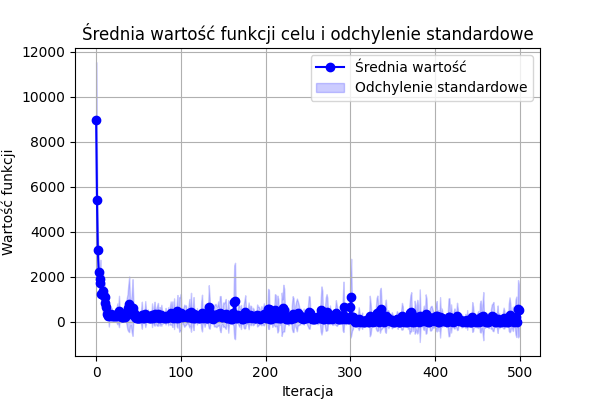 Średnia wartość funkcji celu i odchylenie standardowe
Wartość funkcji
12000
10000
8000
6000
4000
2000
0
Średnia wartość
Odchylenie standardowe
0 100 200 300 400 500
Iteracja